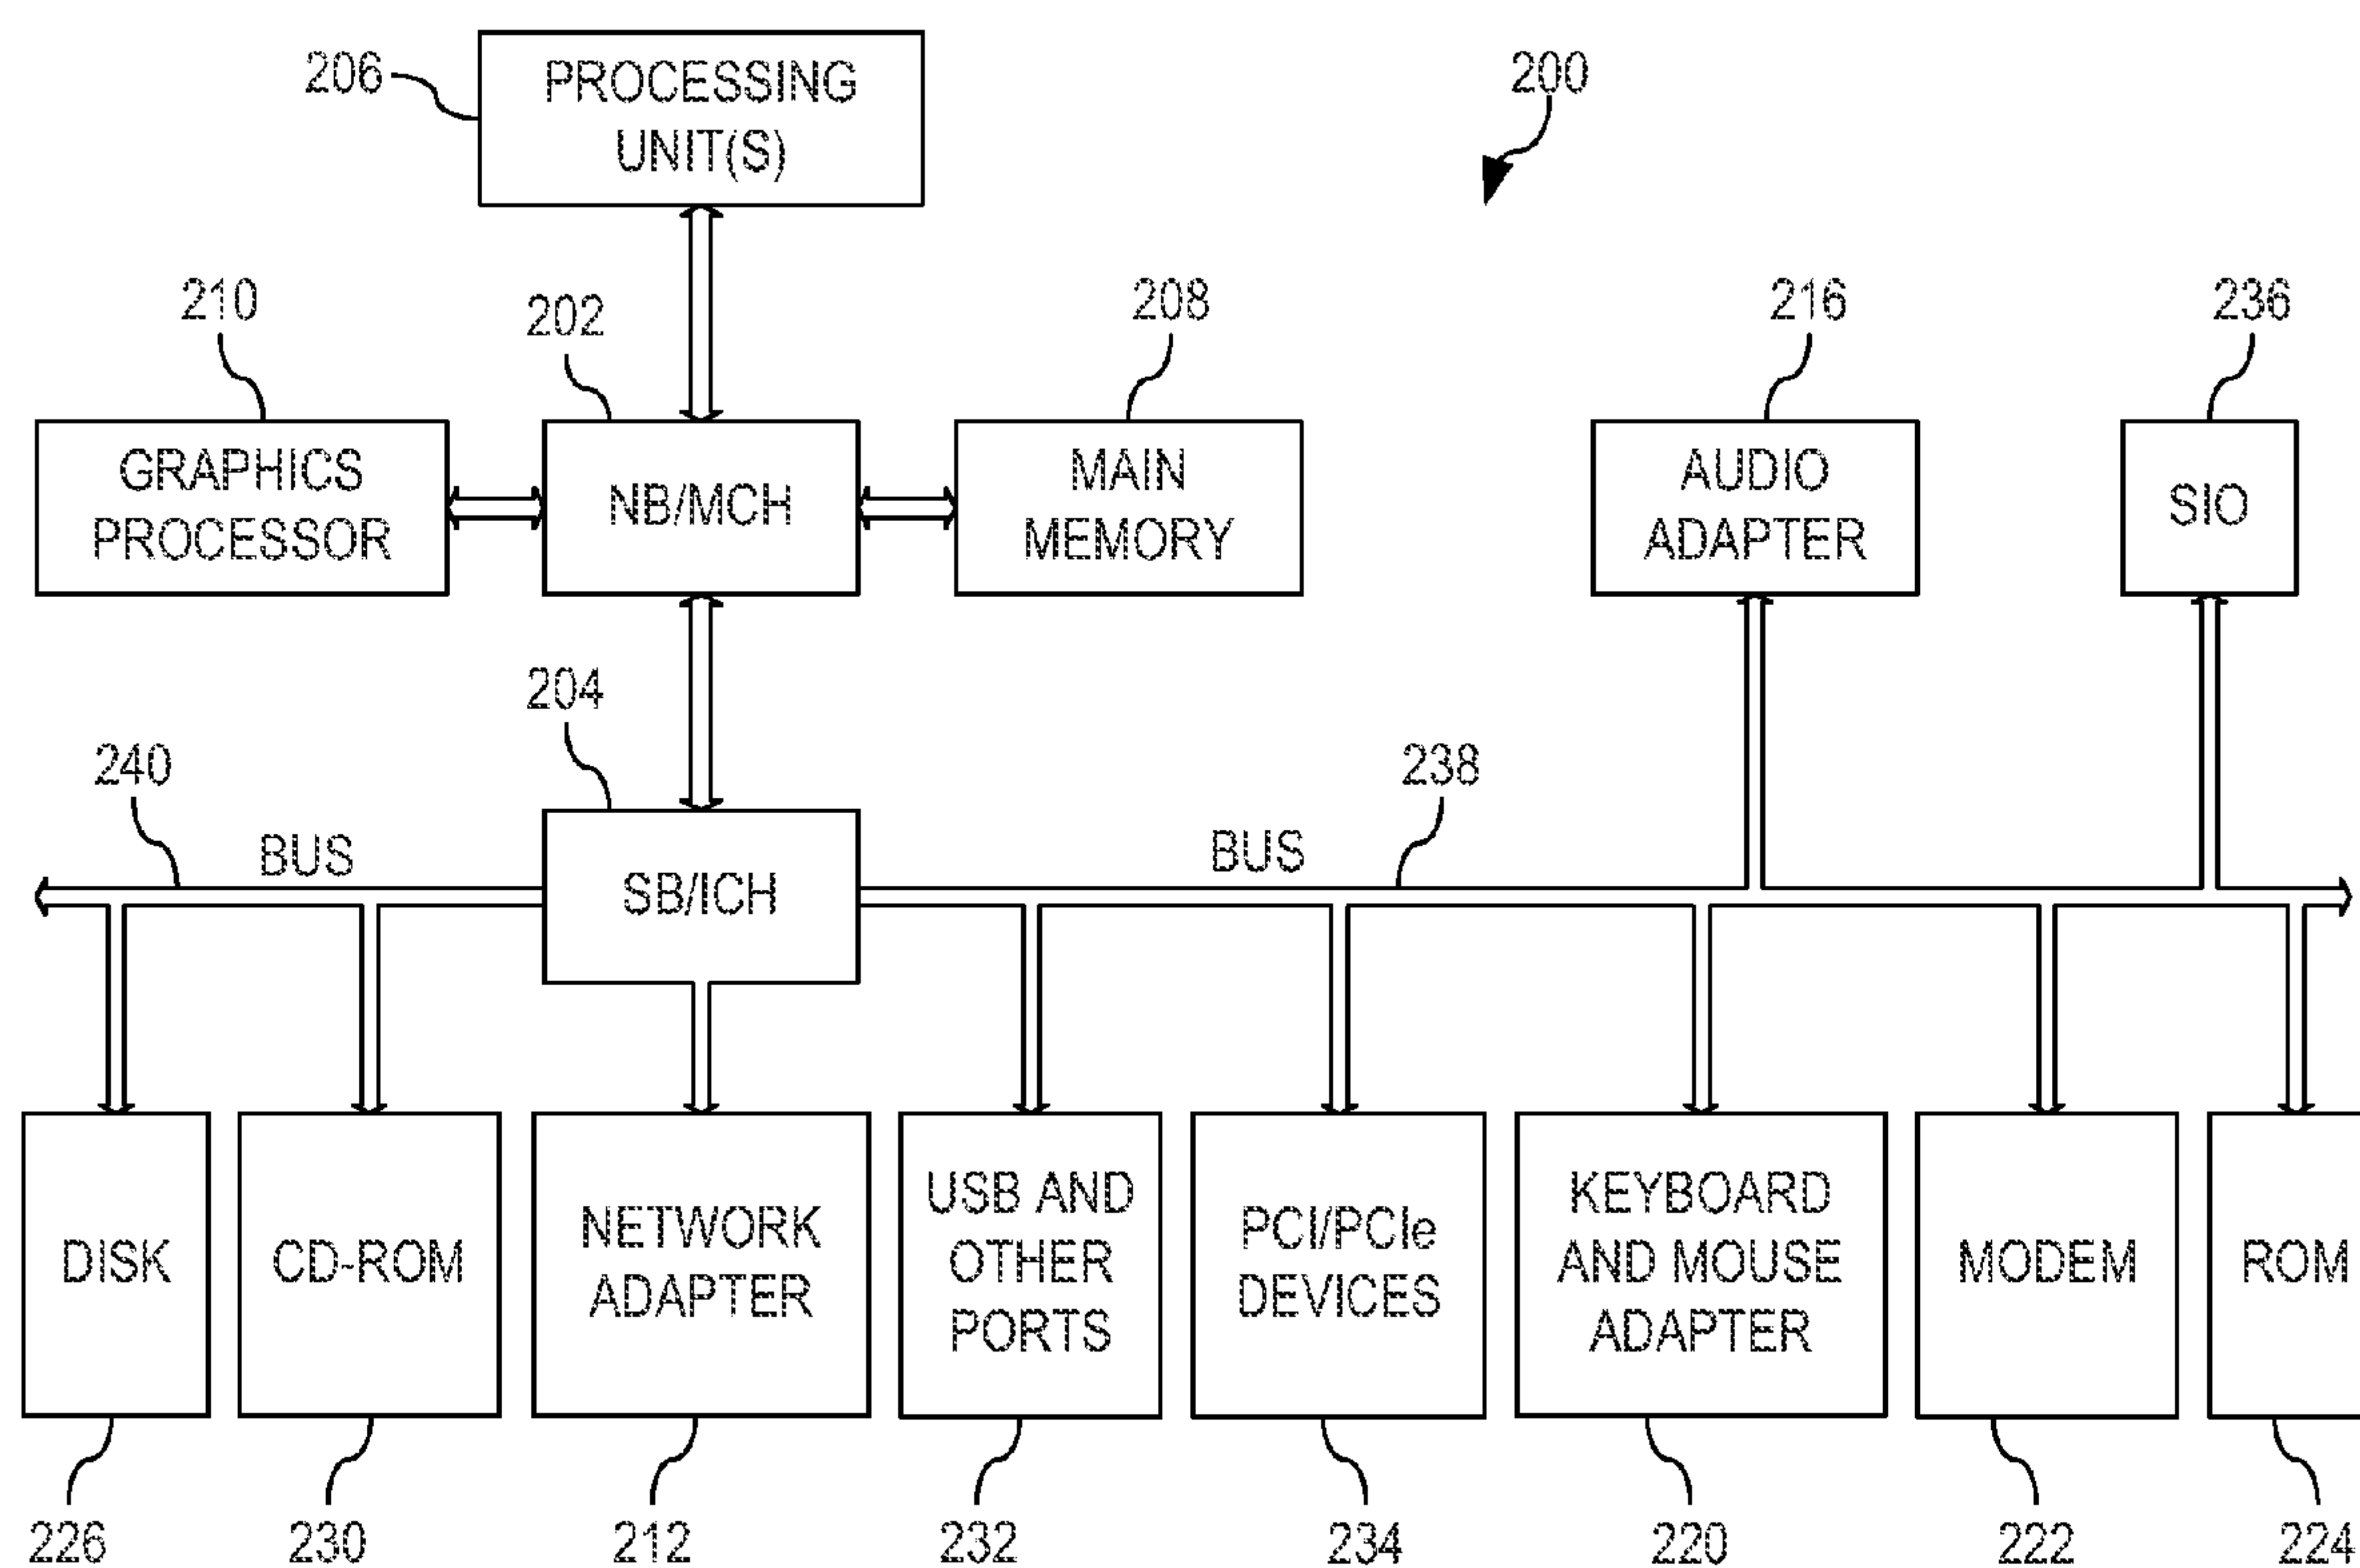 206
PROCESSING
UNIT(S)
200
210
202
208
216
236
GRAPHICS
PROCESSOR
NB/MCH
MAIN
MEMORY
AUDIO
ADAPTER
SIO
204
240
238
BUS
SB/ICH
BUS
DISK
CD-ROM
NETWORK
ADAPTER
USB AND
OTHER
PORTS
PCI/PCIe
DEVICES
KEYBOARD
AND MOUSE
ADAPTER
MODEM
ROM
226
230
212
232
234
220
222
224